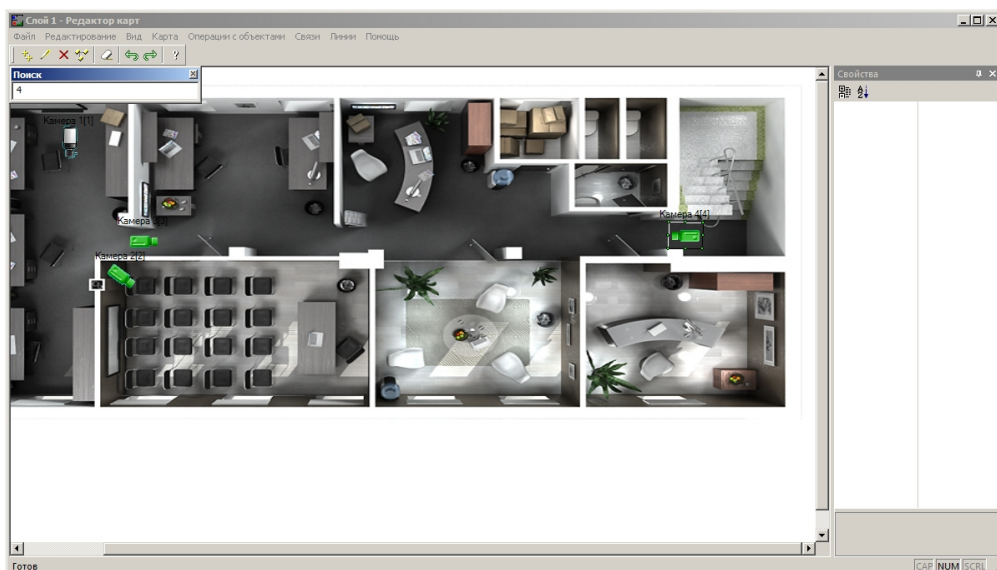 Слой 1 - Редактор карт
Файл Редактирование Вид Карта Операции с объектами Связи Линии Помощь
Поиск
4
Свойства
Камера 1[1]
Камера 4[4]
Камера 2[2]
Готов
CAP NUM SCRL